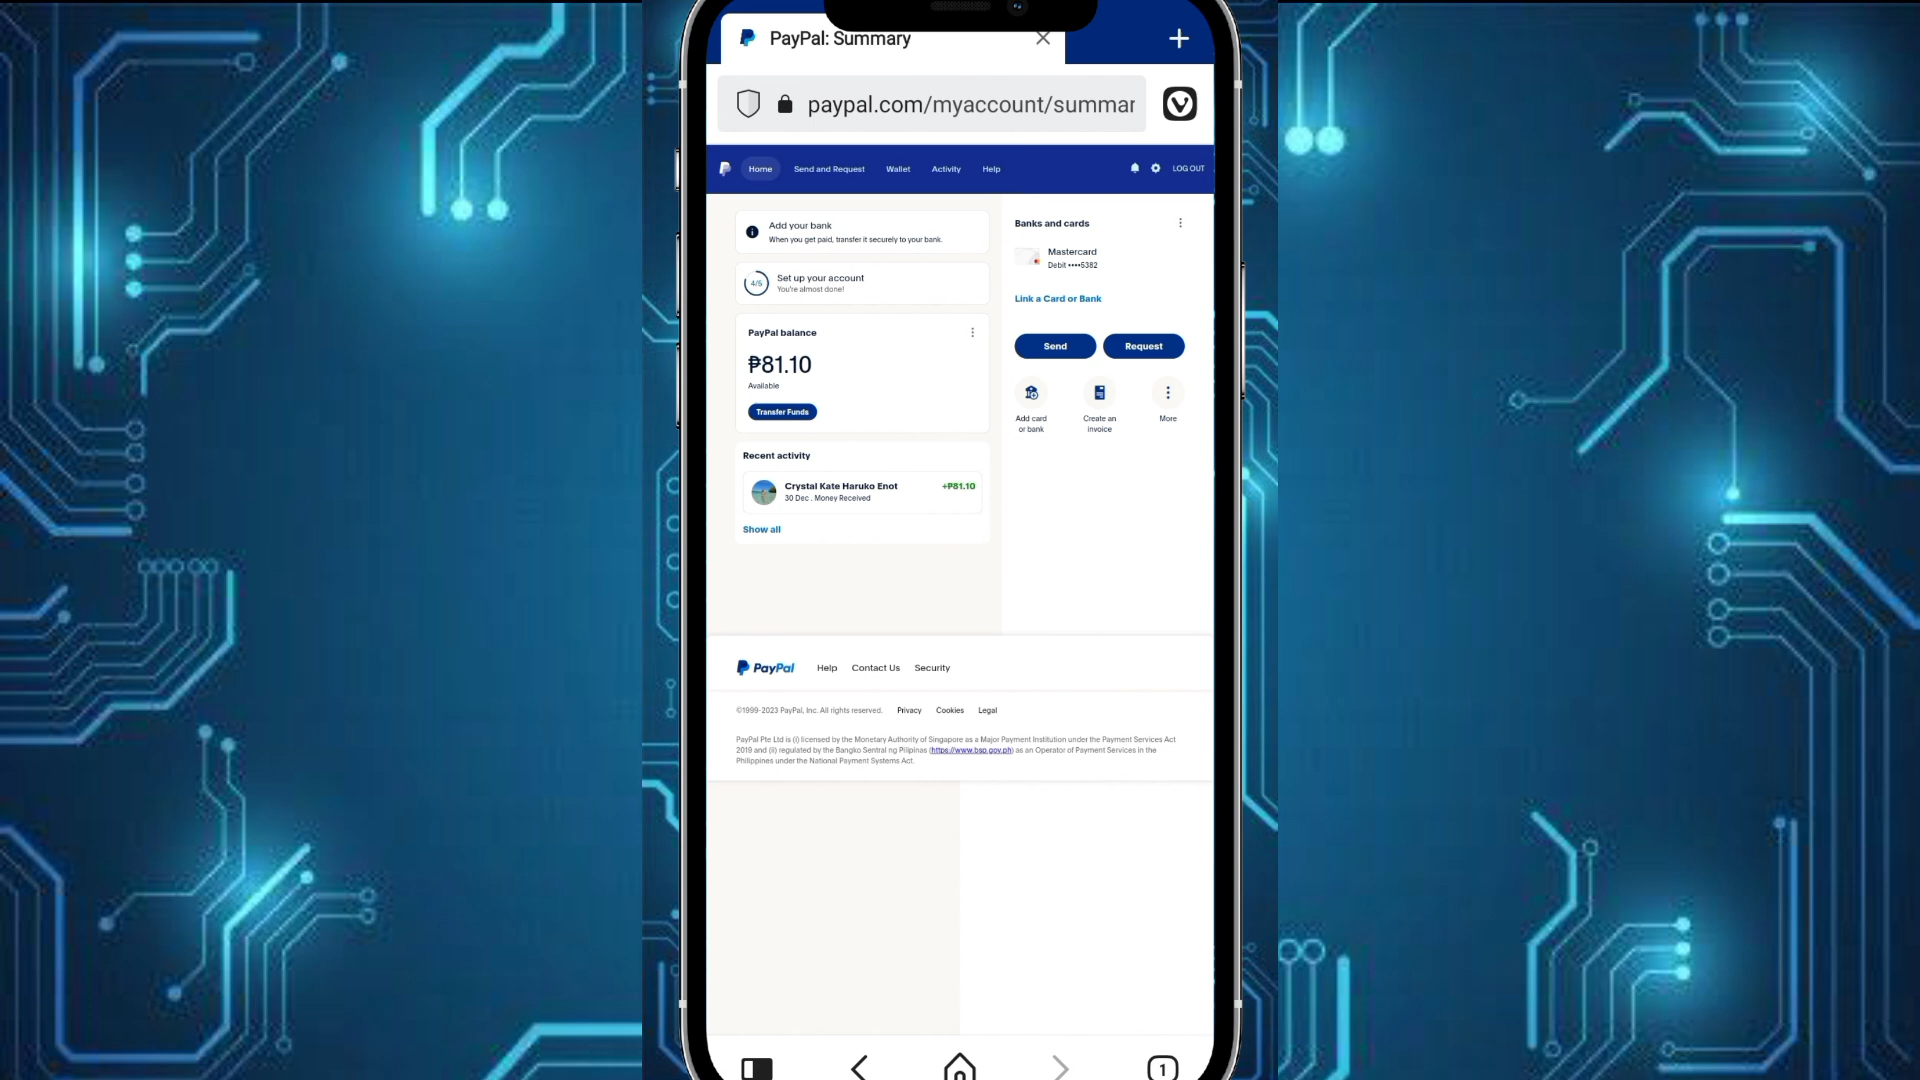 PayPal: Summary
paypal.com/myaccount/summar
Home Send and Request Wallet Activity Help LOG OUT
Add your bank
When you get paid, transfer it securely to your bank.
4/5
Set up your account
You're almost done!
PayPal balance
₱81.10
Available
Transfer Funds
Recent activity
Crystal Kate Haruko Enot +₱81.10
30 Dec . Money Received
Show all
Banks and cards
Mastercard
Debit ••••5382
Link a Card or Bank
Send Request
Add card
or bank
Create an
invoice
More
PayPal Help Contact Us Security
©1999-2023 PayPal, Inc. All rights reserved. Privacy Cookies Legal
PayPal Pte Ltd is (i) licensed by the Monetary Authority of Singapore as a Major Payment Institution under the Payment Services Act
2019 and (ii) regulated by the Bangko Sentral ng Pilipinas (https://www.bsp.gov.ph) as an Operator of Payment Services in the
Philippines under the National Payment Systems Act.
1